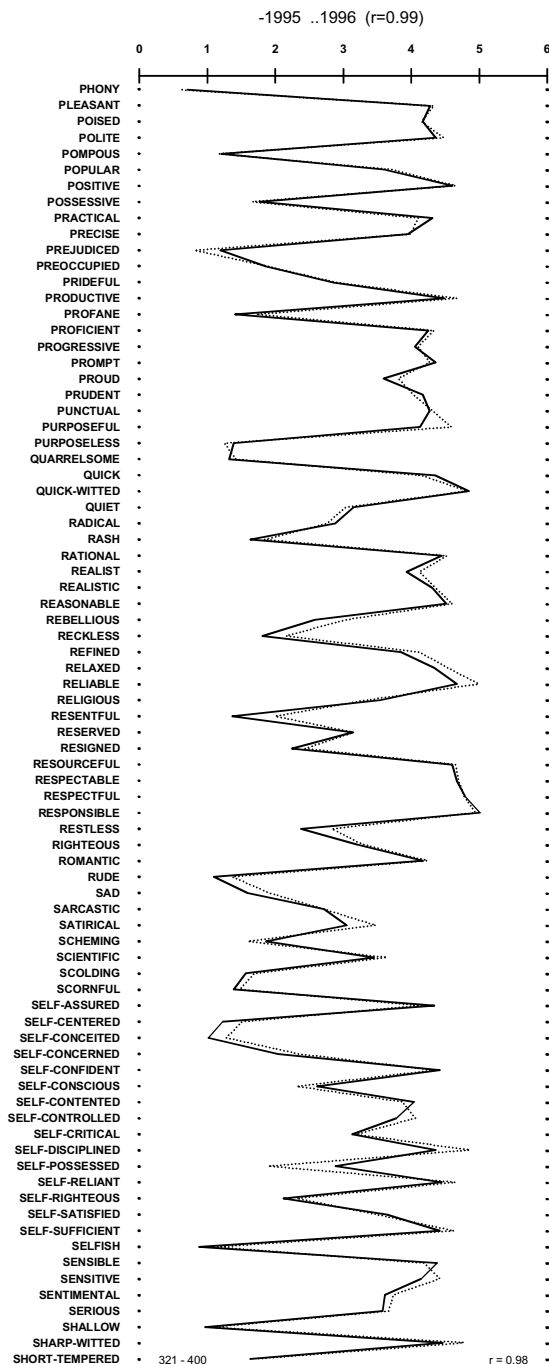 -1995 ..1996 (r=0.99)
0 1 2 3 4 5 6
PHONY
PLEASANT
POISED
POLITE
POMPOUS
POPULAR
POSITIVE
POSSESSIVE
PRACTICAL
PRECISE
PREJUDICED
PREOCCUPIED
PRIDEFUL
PRODUCTIVE
PROFANE
PROFICIENT
PROGRESSIVE
PROMPT
PROUD
PRUDENT
PUNCTUAL
PURPOSEFUL
PURPOSELESS
QUARRELSOME
QUICK
QUICK-WITTED
QUIET
RADICAL
RASH
RATIONAL
REALIST
REALISTIC
REASONABLE
REBELLIOUS
RECKLESS
REFINED
RELAXED
RELIABLE
RELIGIOUS
RESENTFUL
RESERVED
RESIGNED
RESOURCEFUL
RESPECTABLE
RESPECTFUL
RESPONSIBLE
RESTLESS
RIGHTEOUS
ROMANTIC
RUDE
SAD
SARCASTIC
SATIRICAL
SCHEMING
SCIENTIFIC
SCOLDING
SCORNFUL
SELF-ASSURED
SELF-CENTERED
SELF-CONCEITED
SELF-CONCERNED
SELF-CONFIDENT
SELF-CONSCIOUS
SELF-CONTENTED
SELF-CONTROLLED
SELF-CRITICAL
SELF-DISCIPLINED
SELF-POSSESSED
SELF-RELIANT
SELF-RIGHTEOUS
SELF-SATISFIED
SELF-SUFFICIENT
SELFISH
SENSIBLE
SENSITIVE
SENTIMENTAL
SERIOUS
SHALLOW
SHARP-WITTED
SHORT-TEMPERED 321 - 400 r = 0.98